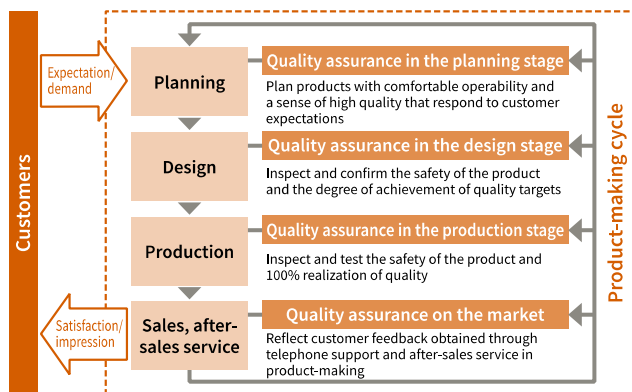 Customers
Expectation/
demand
Planning
Quality assurance in the planning stage
Plan products with comfortable operability and
a sense of high quality that respond to customer
expectations
Design
Quality assurance in the design stage
Inspect and confirm the safety of the product
and the degree of achievement of quality targets
Production
Quality assurance in the production stage
Inspect and test the safety of the product and
100% realization of quality
Satisfaction/
impression
Sales, after-
sales service
Quality assurance on the market
Reflect customer feedback obtained through
telephone support and after-sales service in
product-making
Product-making cycle